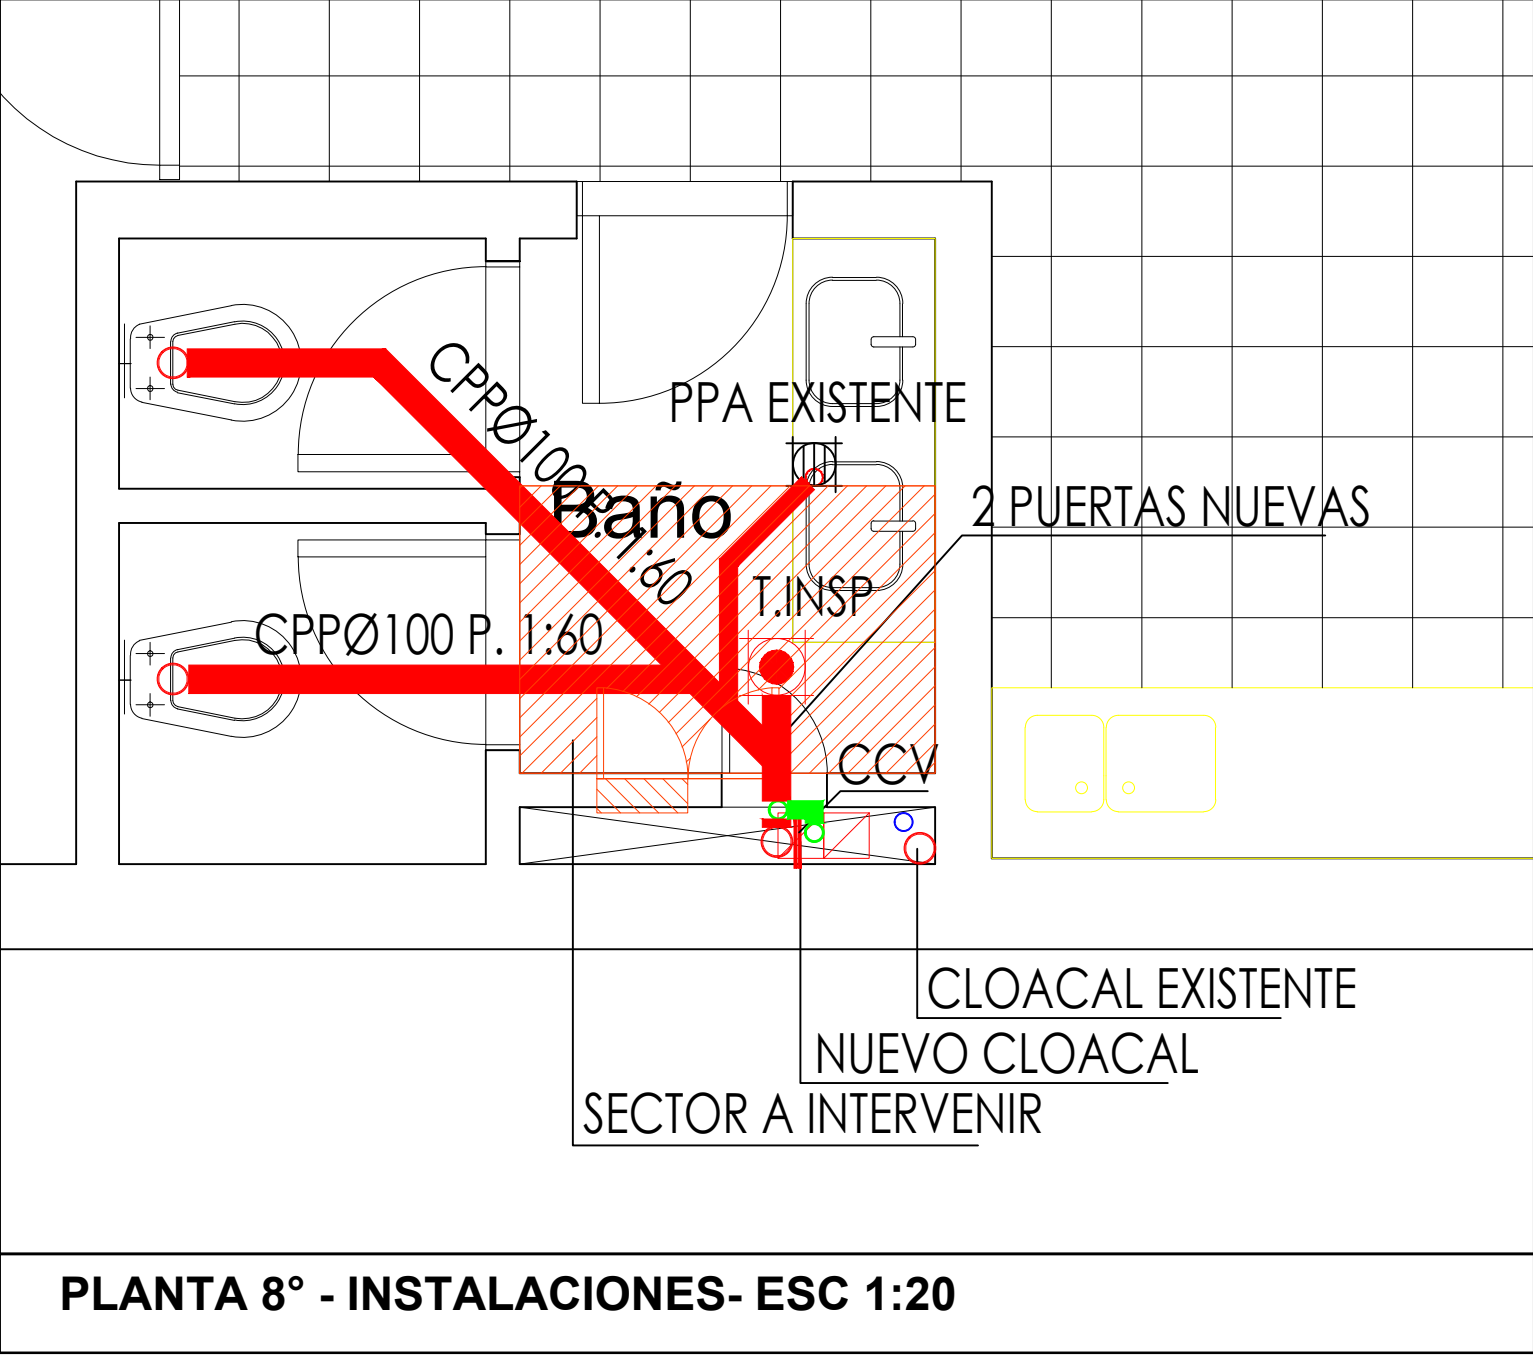 CPPØ100 P. 1:60
PPA EXISTENTE
Baño
2 PUERTAS NUEVAS
T.INSP
CPPØ100 P. 1:60
CCV
CLOACAL EXISTENTE
NUEVO CLOACAL
SECTOR A INTERVENIR
PLANTA 8° - INSTALACIONES- ESC 1:20